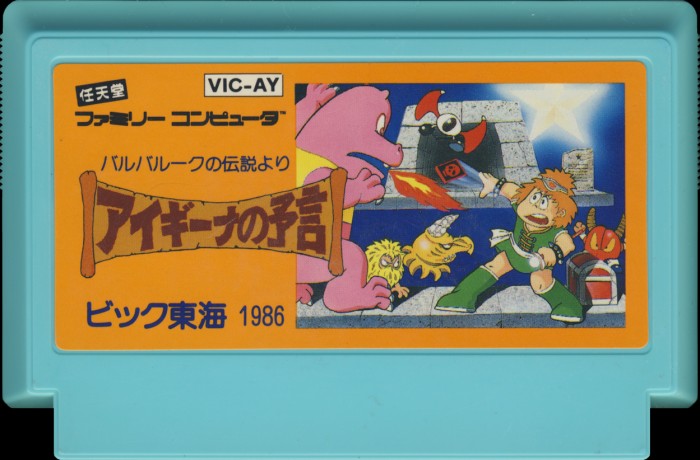 任天堂
VIC-AY
ファミリー コンピュータ™
バルバルークの伝説より
アイギーナの予言
ビック東海 1986